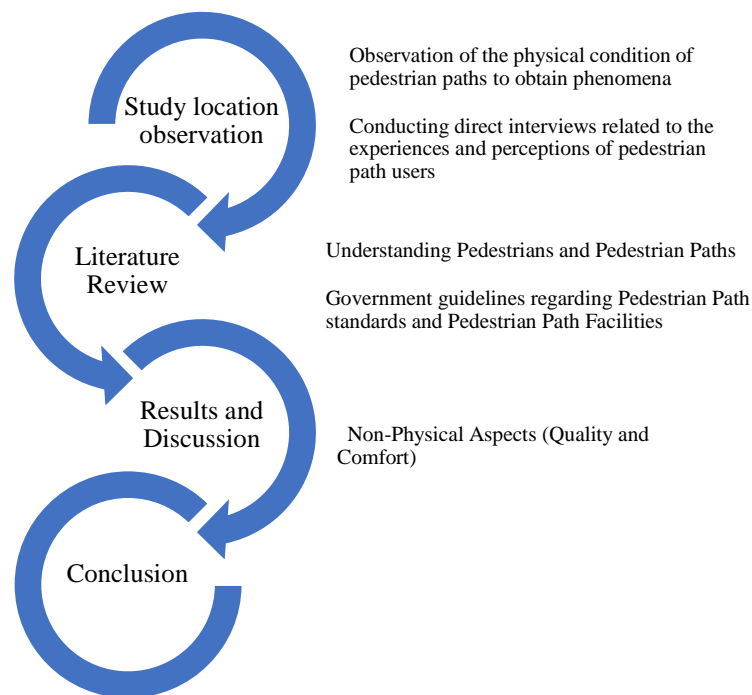 Study location
observation
Observation of the physical condition of
pedestrian paths to obtain phenomena
Conducting direct interviews related to the
experiences and perceptions of pedestrian
path users
Literature
Review
Understanding Pedestrians and Pedestrian Paths
Government guidelines regarding Pedestrian Path
standards and Pedestrian Path Facilities
Results and
Discussion
Non-Physical Aspects (Quality and
Comfort)
Conclusion